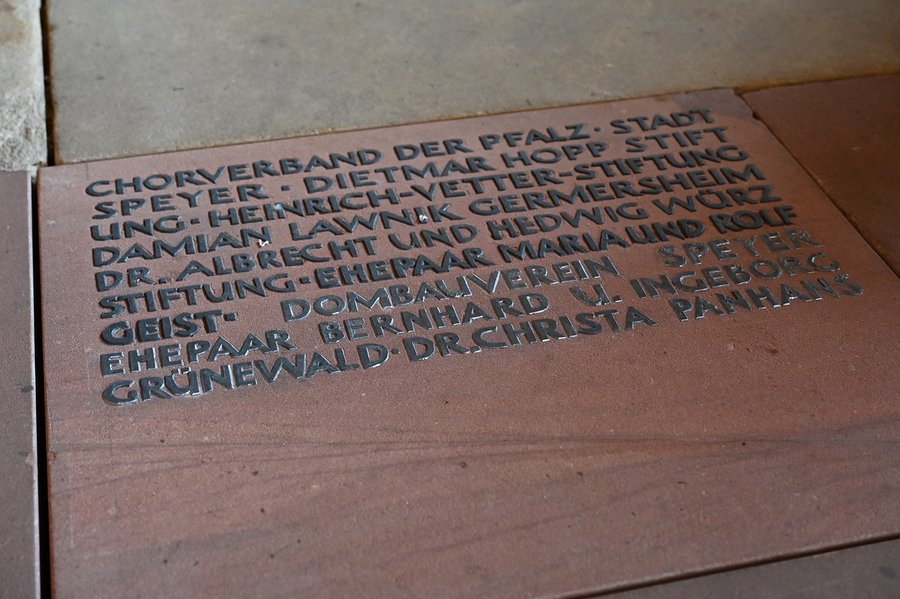 CHORVERBAND DER PFALZ · STADT
SPEYER · DIETMAR HOPP STIFT
UNG · HEINRICH-VETTER-STIFTUNG
DAMIAN LAWNIK GERMERSHEIM
DR. ALBRECHT UND HEDWIG WÜRZ
STIFTUNG · EHEPAAR MARIA UND ROLF
GEIST · DOMBAUVEREIN SPEYER
EHEPAAR BERNHARD U. INGEBORG
GRÜNEWALD · DR. CHRISTA PANHANS